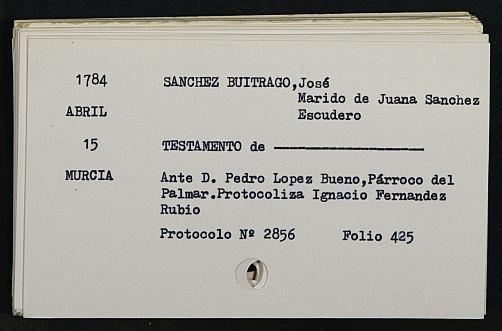 1784 SANCHEZ BUITRAGO,José
Marido de Juana Sanchez
ABRIL Escudero
15 TESTAMENTO de ————————————
MURCIA Ante D. Pedro Lopez Bueno,Párroco del
Palmar.Protocoliza Ignacio Fernandez
Rubio
Protocolo Nº 2856 Folio 425